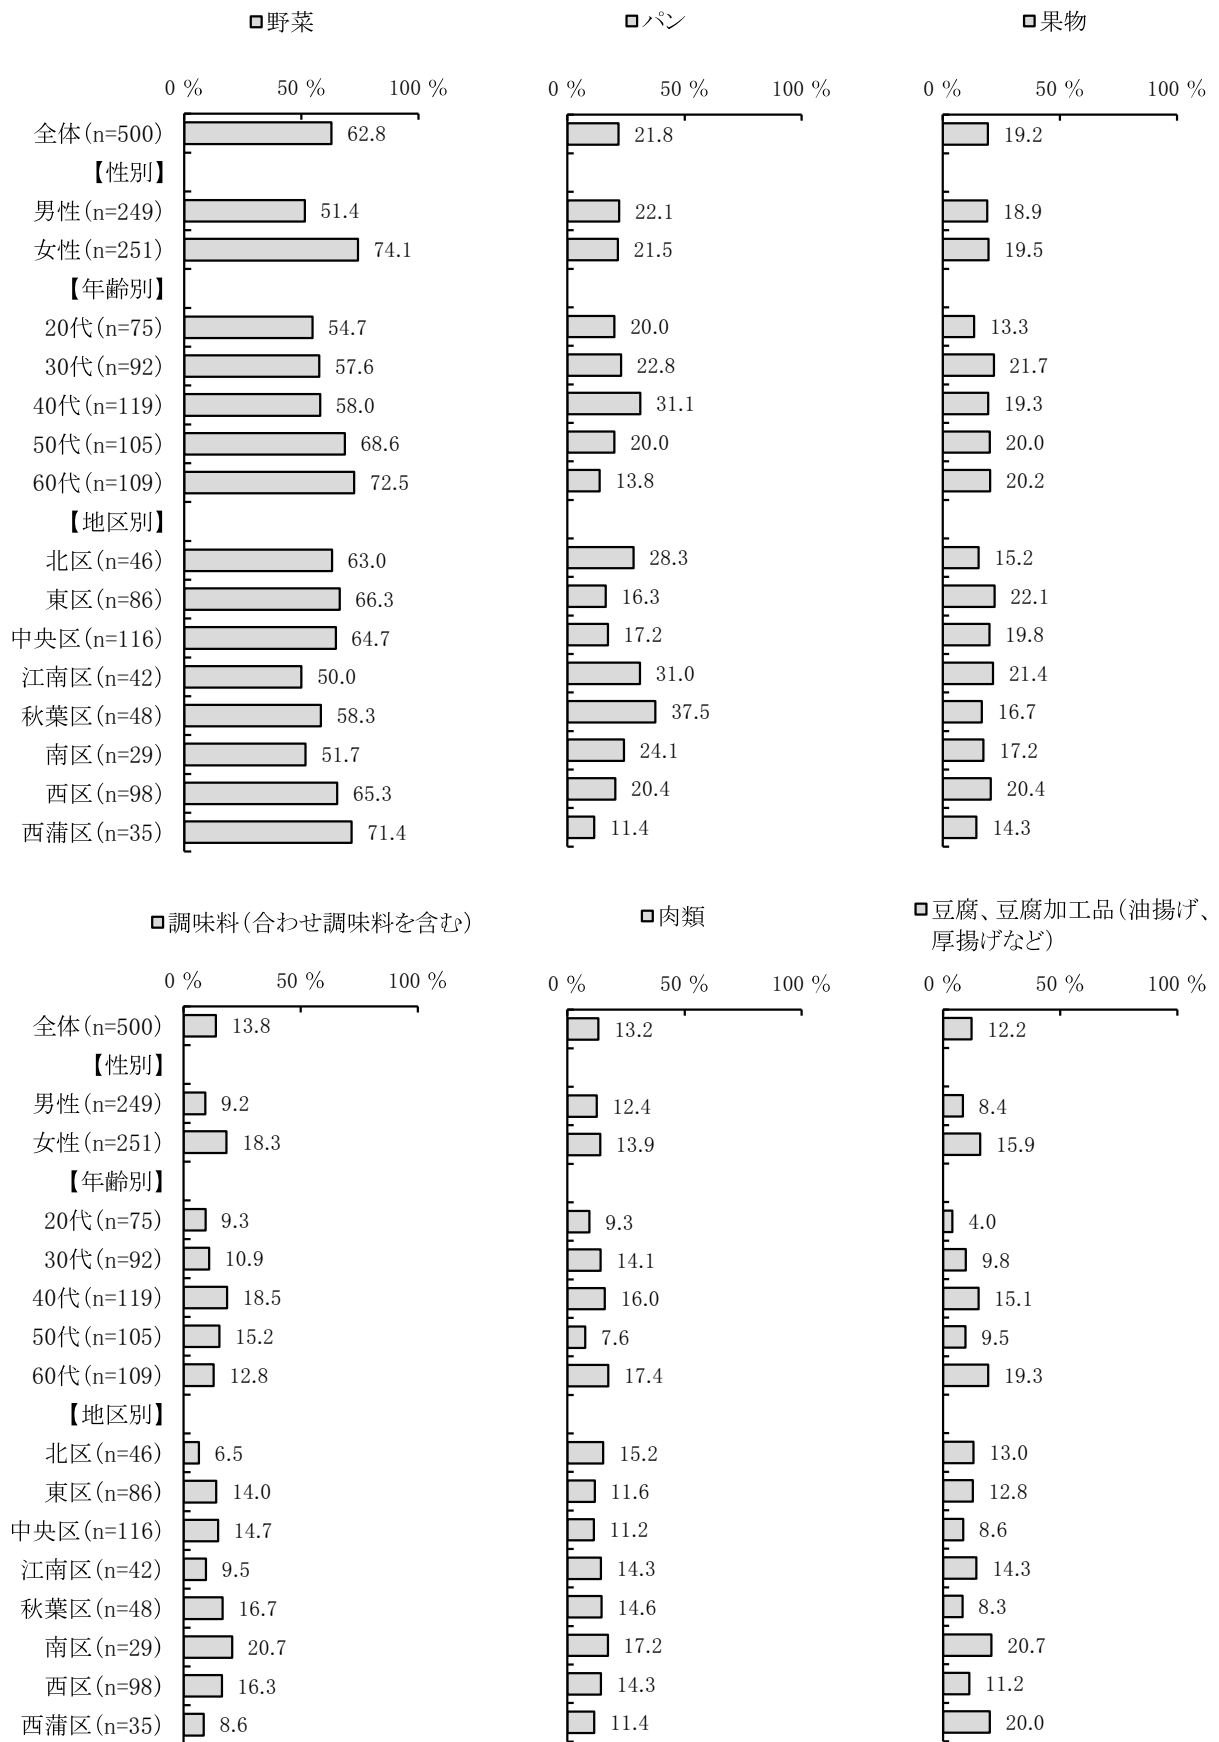 野菜 パン 果物
0 % 50 % 100 % 0 % 50 % 100 % 0 % 50 % 100 %
全体(n=500) 62.8 21.8 19.2
【性別】
男性(n=249) 51.4 22.1 18.9
女性(n=251) 74.1 21.5 19.5
【年齢別】
20代(n=75) 54.7 20.0 13.3
30代(n=92) 57.6 22.8 21.7
40代(n=119) 58.0 31.1 19.3
50代(n=105) 68.6 20.0 20.0
60代(n=109) 72.5 13.8 20.2
【地区別】
北区(n=46) 63.0 28.3 15.2
東区(n=86) 66.3 16.3 22.1
中央区(n=116) 64.7 17.2 19.8
江南区(n=42) 50.0 31.0 21.4
秋葉区(n=48) 58.3 37.5 16.7
南区(n=29) 51.7 24.1 17.2
西区(n=98) 65.3 20.4 20.4
西蒲区(n=35) 71.4 11.4 14.3
調味料(合わせ調味料を含む) 肉類 豆腐、豆腐加工品(油揚げ、
厚揚げなど)
0 % 50 % 100 % 0 % 50 % 100 % 0 % 50 % 100 %
全体(n=500) 13.8 13.2 12.2
【性別】
男性(n=249) 9.2 12.4 8.4
女性(n=251) 18.3 13.9 15.9
【年齢別】
20代(n=75) 9.3 9.3 4.0
30代(n=92) 10.9 14.1 9.8
40代(n=119) 18.5 16.0 15.1
50代(n=105) 15.2 7.6 9.5
60代(n=109) 12.8 17.4 19.3
【地区別】
北区(n=46) 6.5 15.2 13.0
東区(n=86) 14.0 11.6 12.8
中央区(n=116) 14.7 11.2 8.6
江南区(n=42) 9.5 14.3 14.3
秋葉区(n=48) 16.7 14.6 8.3
南区(n=29) 20.7 17.2 20.7
西区(n=98) 16.3 14.3 11.2
西蒲区(n=35) 8.6 11.4 20.0